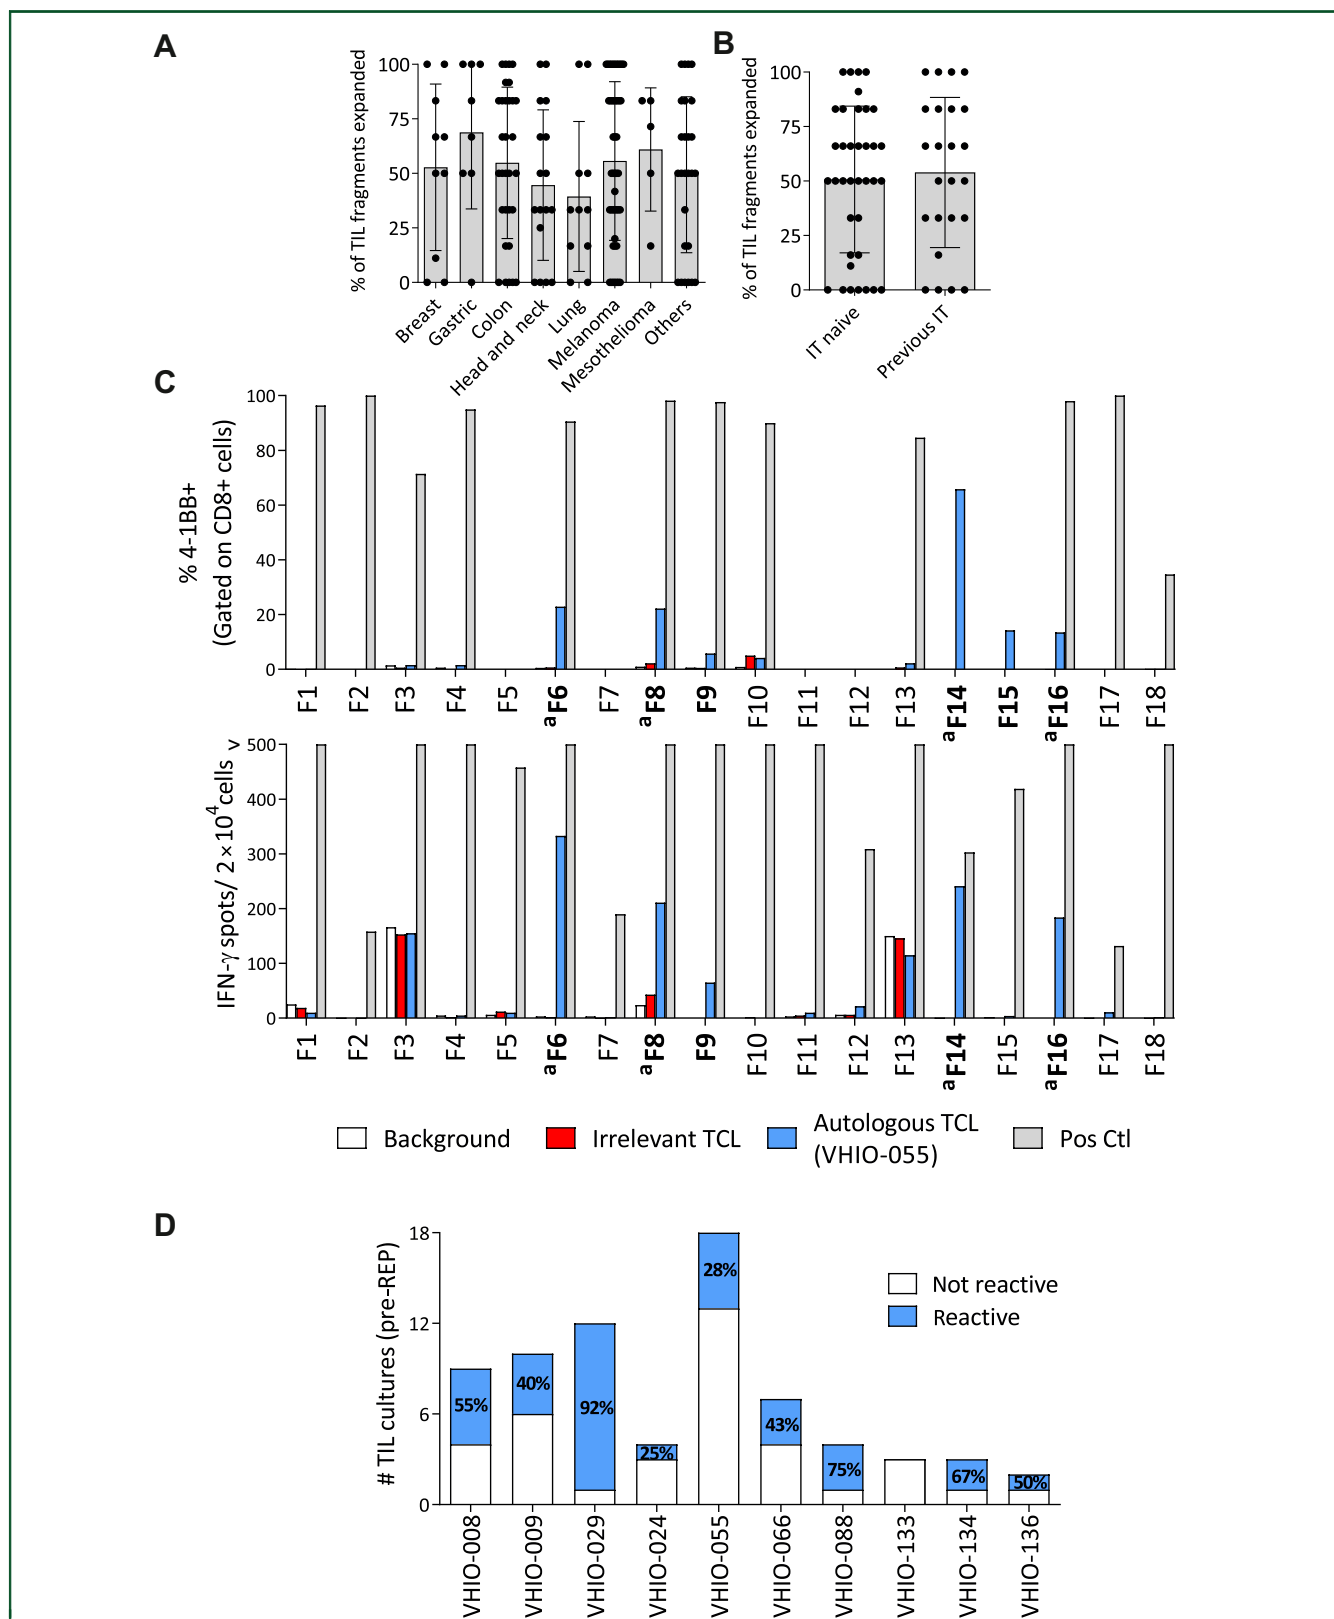 A
B
% of TIL fragments expanded
100
75
50
25
0
Breast
Gastric
Colon
Head and neck
Lung
Melanoma
Mesothelioma
Others
% of TIL fragments expanded
100
75
50
25
0
IT naive
Previous IT
C
% 4-1BB+
(Gated on CD8+ cells)
100
80
60
40
20
0
F1
F2
F3
F4
F5
aF6
F7
aF8
F9
F10
F11
F12
F13
aF14
F15
aF16
F17
F18
IFN-γ spots/ 2 × 10⁴ cells
>
500
400
300
200
100
0
F1
F2
F3
F4
F5
aF6
F7
aF8
F9
F10
F11
F12
F13
aF14
F15
aF16
F17
F18
Background
Irrelevant TCL
Autologous TCL
(VHIO-055)
Pos Ctl
D
# TIL cultures (pre-REP)
18
12
6
0
55%
40%
92%
25%
28%
43%
75%
67%
50%
Not reactive
Reactive
VHIO-008
VHIO-009
VHIO-029
VHIO-024
VHIO-055
VHIO-066
VHIO-088
VHIO-133
VHIO-134
VHIO-136